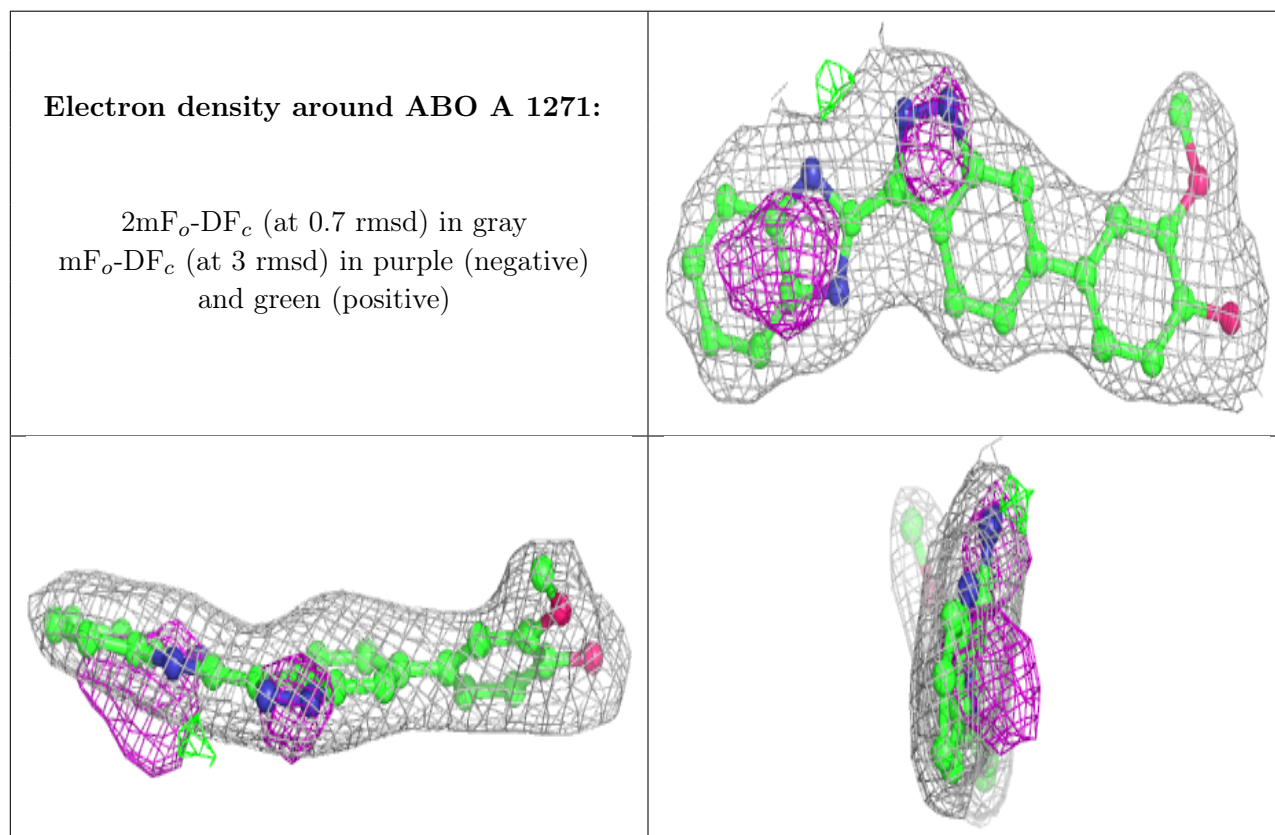 Electron density around ABO A 1271:
2mFo-DFc (at 0.7 rmsd) in gray
mFo-DFc (at 3 rmsd) in purple (negative)
and green (positive)